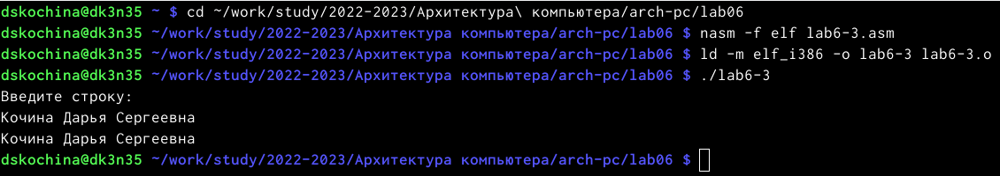 dskochina@dk3n35 ~ $ cd ~/work/study/2022-2023/Архитектура\ компьютера/arch-pc/lab06
dskochina@dk3n35 ~/work/study/2022-2023/Архитектура компьютера/arch-pc/lab06 $ nasm -f elf lab6-3.asm
dskochina@dk3n35 ~/work/study/2022-2023/Архитектура компьютера/arch-pc/lab06 $ ld -m elf_i386 -o lab6-3 lab6-3.o
dskochina@dk3n35 ~/work/study/2022-2023/Архитектура компьютера/arch-pc/lab06 $ ./lab6-3
Введите строку:
Кочина Дарья Сергеевна
Кочина Дарья Сергеевна
dskochina@dk3n35 ~/work/study/2022-2023/Архитектура компьютера/arch-pc/lab06 $